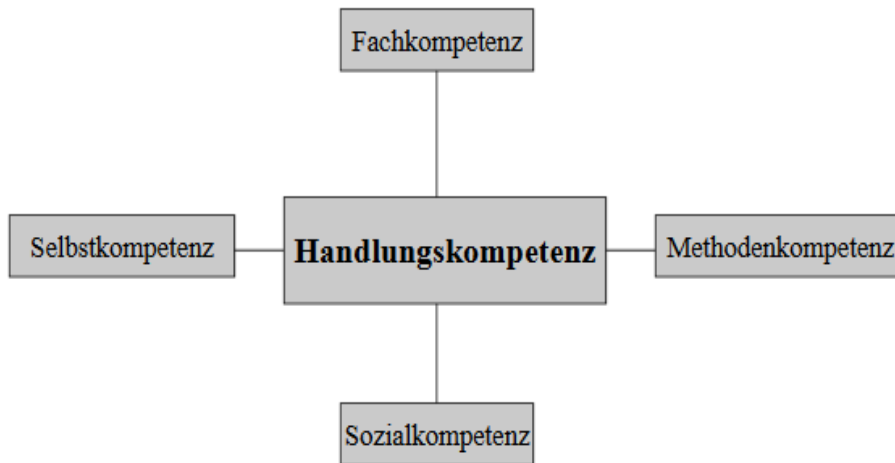 Fachkompetenz
Selbstkompetenz
Handlungskompetenz
Methodenkompetenz
Sozialkompetenz